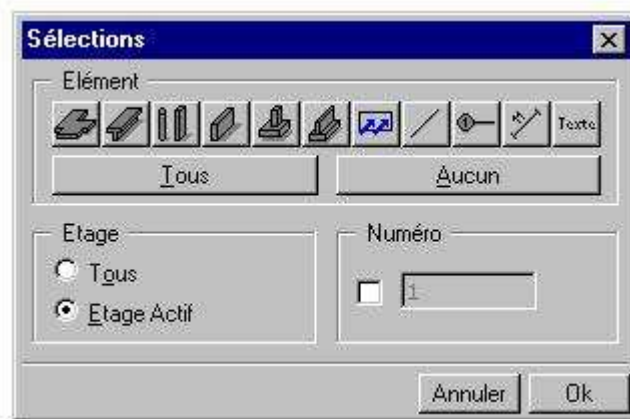 Sélections
Elément
Texte
Tous Aucun
Etage Numéro
Tous
1
Etage Actif
Annuler Ok